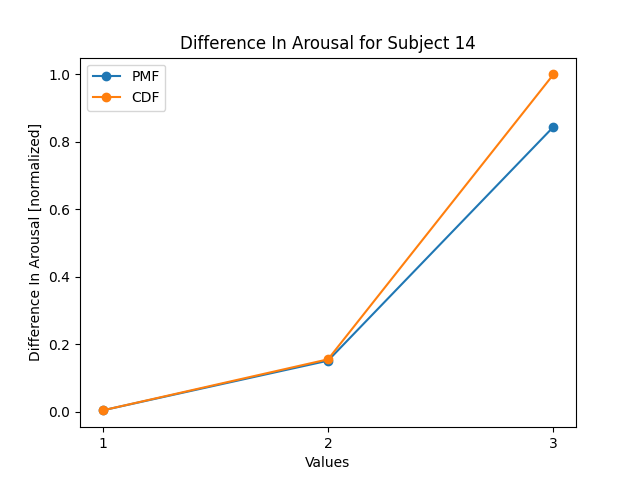 Difference In Arousal for Subject 14
PMF
CDF
Difference In Arousal [normalized]
1.0
0.8
0.6
0.4
0.2
0.0
1 2 3
Values